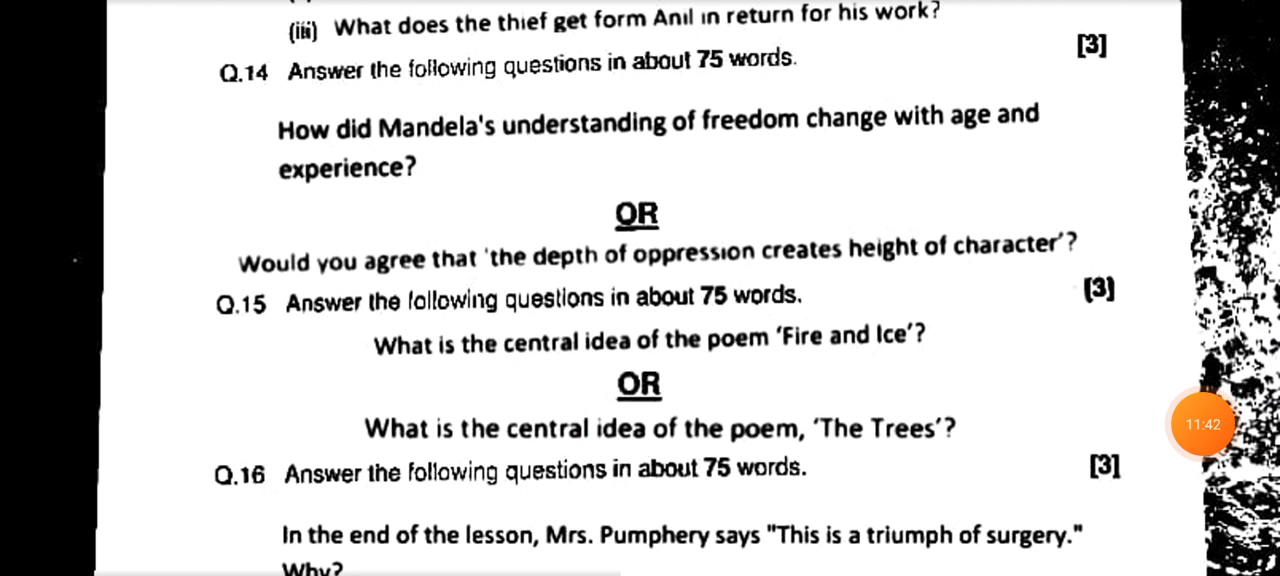 (iii) What does the thief get form Anil in return for his work?
[3]
Q.14 Answer the following questions in about 75 words.
How did Mandela's understanding of freedom change with age and
experience?
OR
Would you agree that 'the depth of oppression creates height of character'?
Q.15 Answer the following questions in about 75 words.
[3]
What is the central idea of the poem 'Fire and Ice'?
OR
11:42
What is the central idea of the poem, 'The Trees'?
Q.16 Answer the following questions in about 75 words.
[3]
In the end of the lesson, Mrs. Pumphery says "This is a triumph of surgery."
Why?